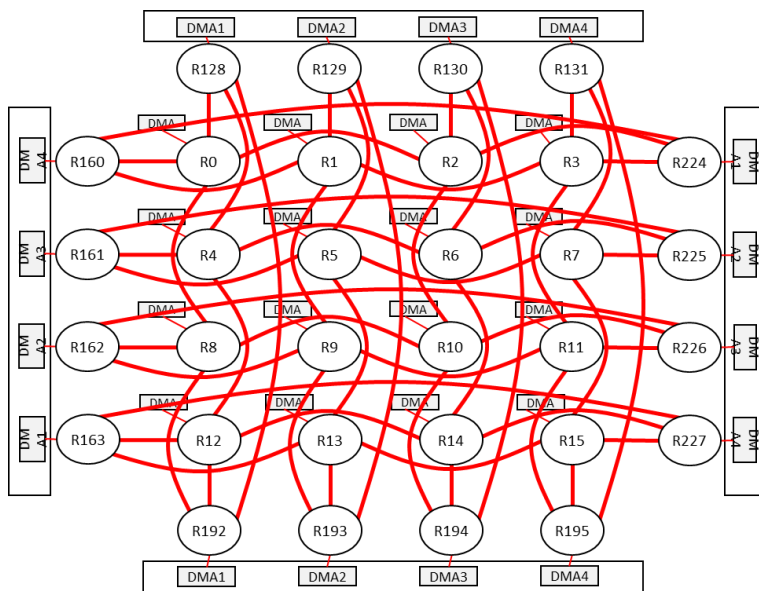 DMA1 DMA2 DMA3 DMA4
R128 R129 R130 R131
DMA DMA DMA DMA
DM A4 R160 R0 R1 R2 R3 R224 DM A1
DMA DMA DMA DMA
DM A3 R161 R4 R5 R6 R7 R225 DM A2
DMA DMA DMA DMA
DM A2 R162 R8 R9 R10 R11 R226 DM A3
DMA DMA DMA DMA
DM A1 R163 R12 R13 R14 R15 R227 DM A4
R192 R193 R194 R195
DMA1 DMA2 DMA3 DMA4